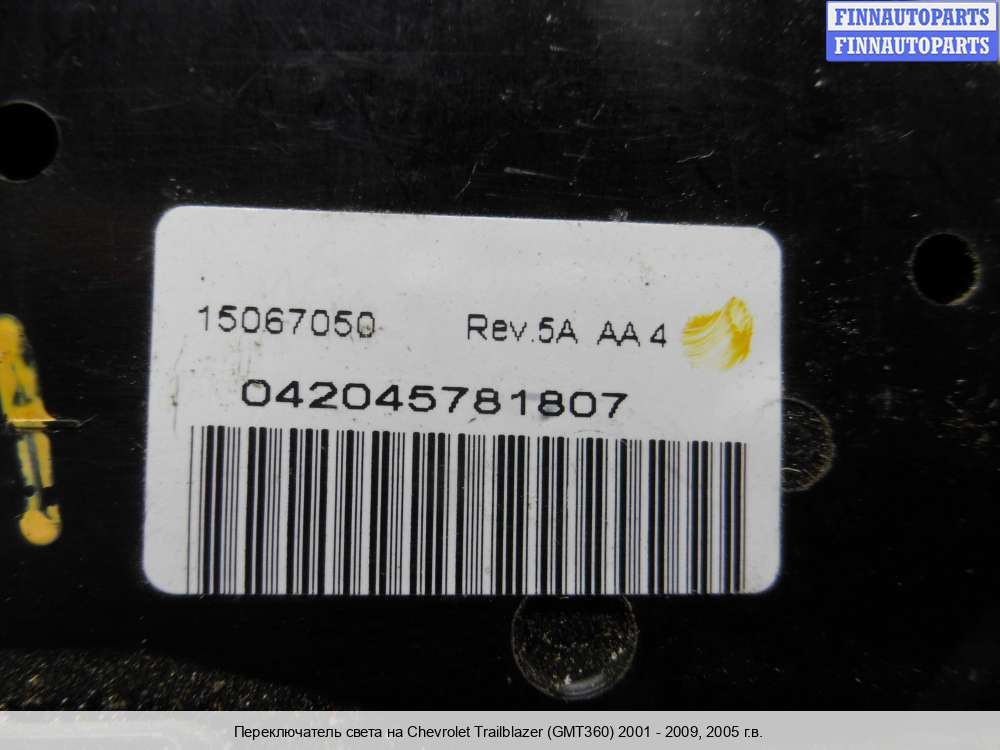 FINNAUTOPARTS
FINNAUTOPARTS
15067050 Rev.5A AA 4
042045781807
Переключатель света на Chevrolet Trailblazer (GMT360) 2001 - 2009, 2005 г.в.